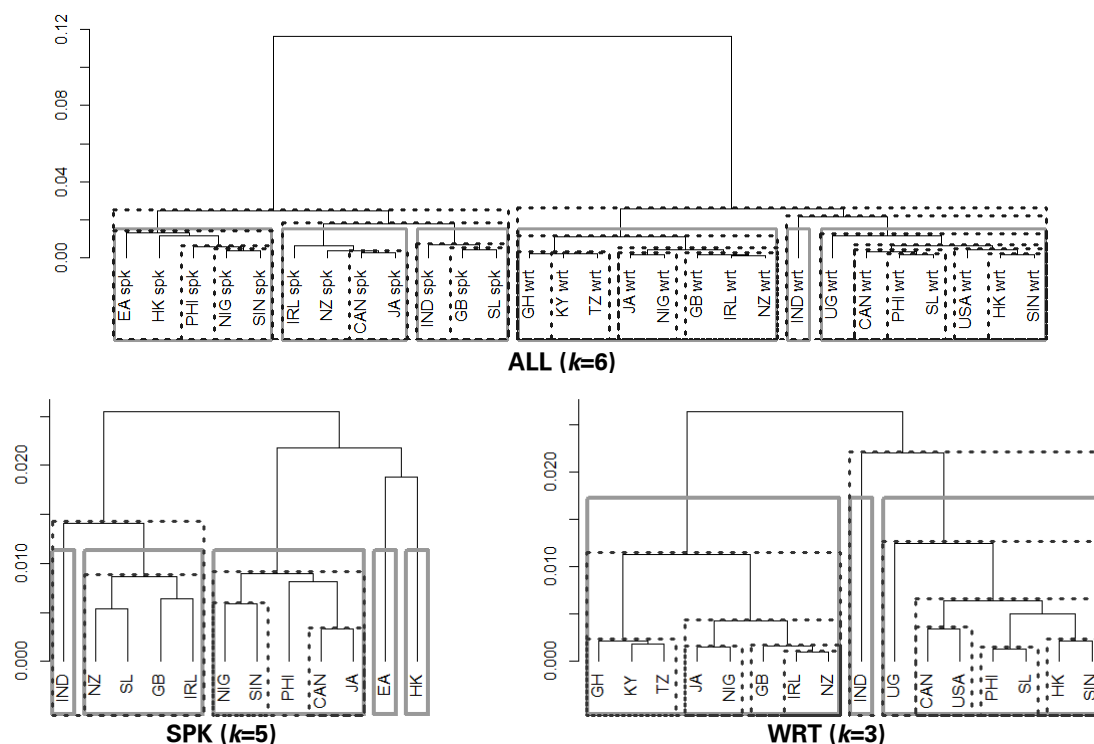 0.12
0.08
0.04
0.00
EA spk
HK spk
PHI spk
NIG spk
SIN spk
IRL spk
NZ spk
CAN spk
JA spk
IND spk
GB spk
SL spk
GH wrt
KY wrt
TZ wrt
JA wrt
NIG wrt
GB wrt
IRL wrt
NZ wrt
IND wrt
UG wrt
CAN wrt
PHI wrt
SL wrt
USA wrt
HK wrt
SIN wrt
ALL (k=6)
0.020
0.010
0.000
IND
NZ
SL
GB
IRL
NIG
SIN
PHI
CAN
JA
EA
HK
SPK (k=5)
0.020
0.010
0.000
GH
KY
TZ
JA
NIG
GB
IRL
NZ
IND
UG
CAN
USA
PHI
SL
HK
SIN
WRT (k=3)